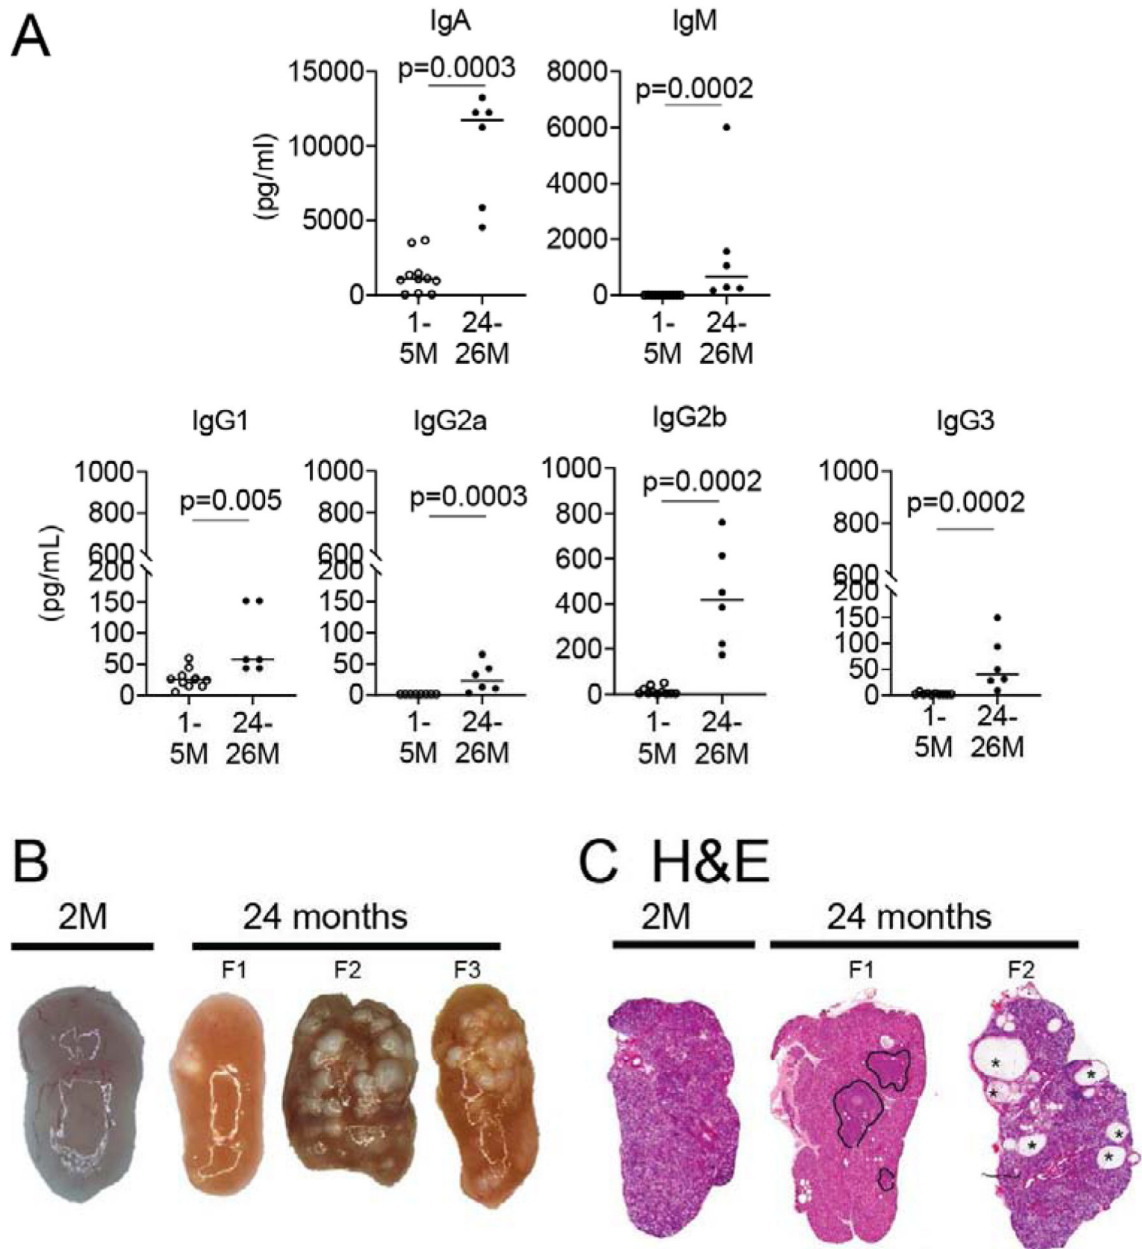 A
IgA
IgM
p=0.0003
p=0.0002
(pg/ml)
15000
10000
5000
0
8000
6000
4000
2000
0
1-
5M
24-
26M
1-
5M
24-
26M
IgG1
IgG2a
IgG2b
IgG3
p=0.005
p=0.0003
p=0.0002
p=0.0002
(pg/mL)
1000
800
600
200
150
100
50
0
1000
800
600
200
150
100
50
0
1000
800
600
400
200
0
1000
800
600
200
150
100
50
0
1-
5M
24-
26M
1-
5M
24-
26M
1-
5M
24-
26M
1-
5M
24-
26M
B
2M
24 months
F1
F2
F3
C H&E
2M
24 months
F1
F2
*
*
*
*
*
*